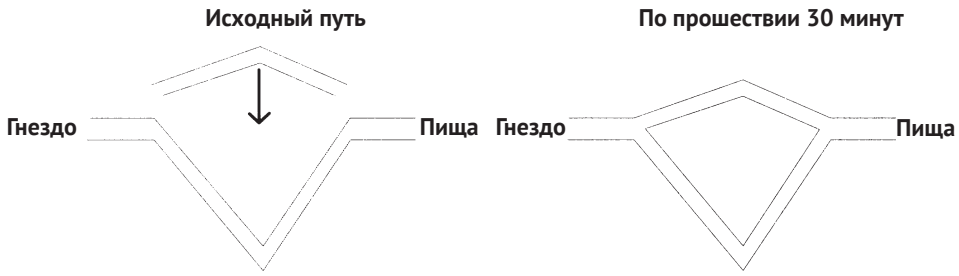 Исходный путь
По прошествии 30 минут
Гнездо
Пища
Гнездо
Пища